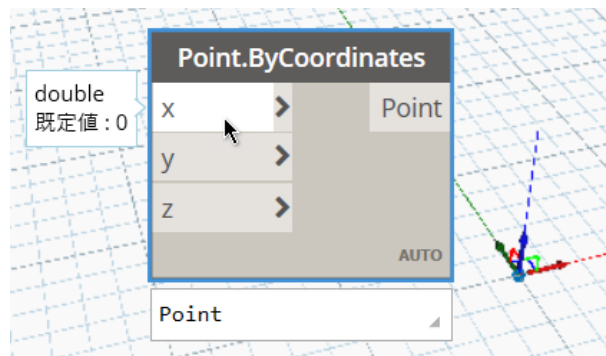 Point.ByCoordinates
double
既定値 : 0
x
Point
y
z
AUTO
Point